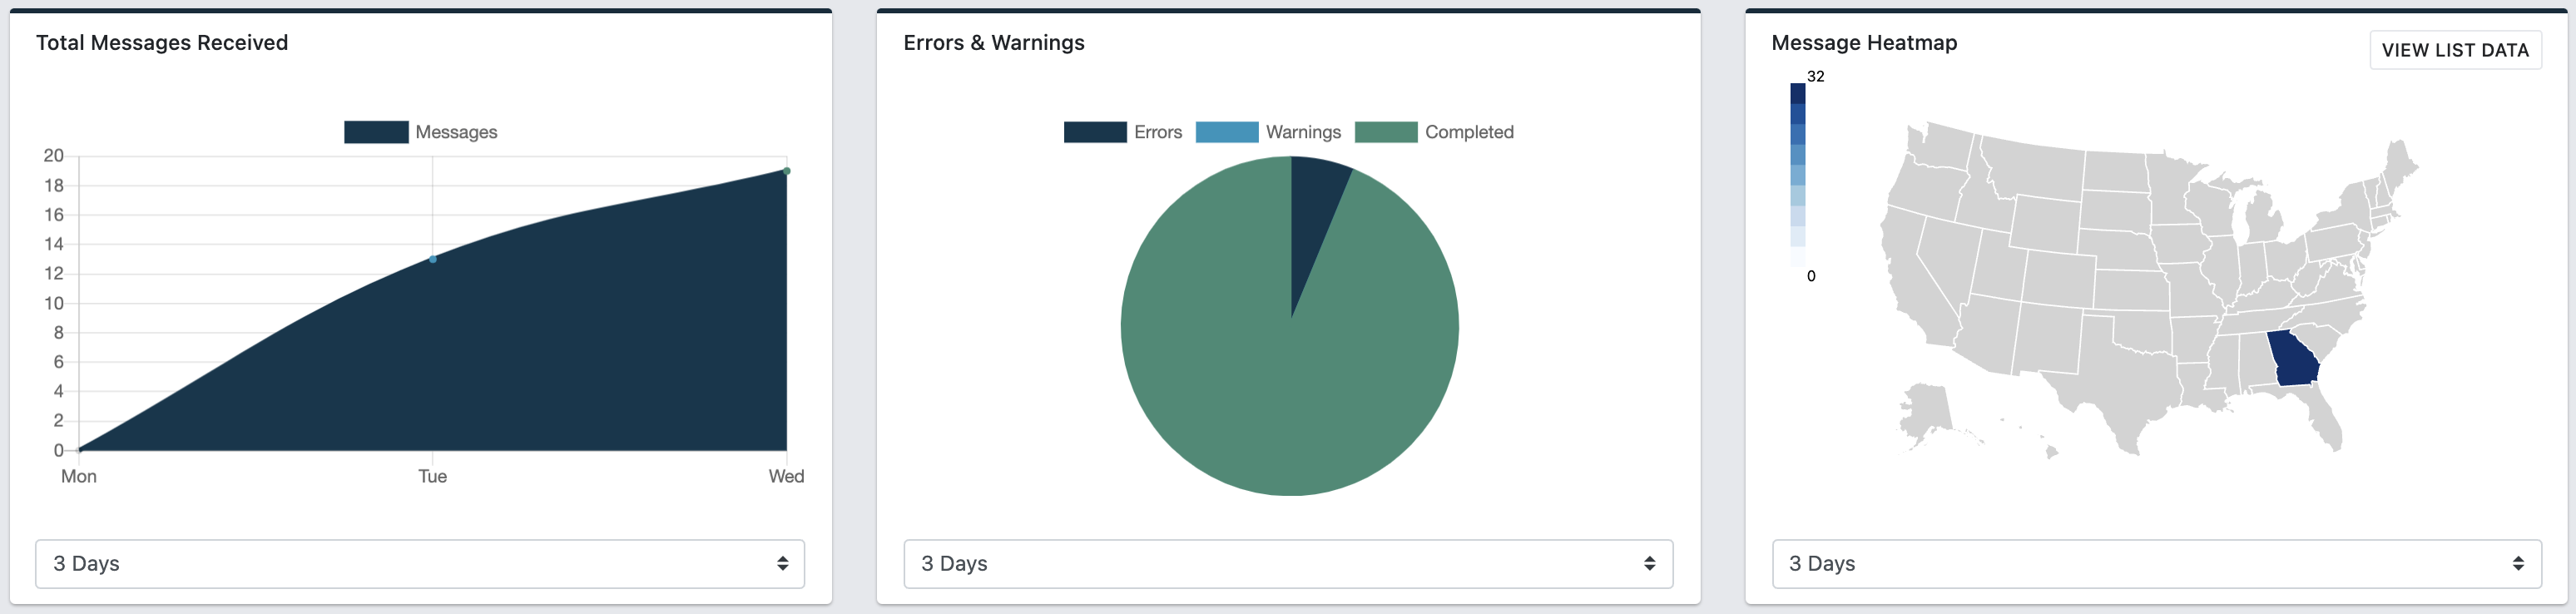 Total Messages Received
Messages
20
18
16
14
12
10
8
6
4
2
0
Mon Tue Wed
3 Days
Errors & Warnings
Errors Warnings Completed
3 Days
Message Heatmap
VIEW LIST DATA
32
0
3 Days